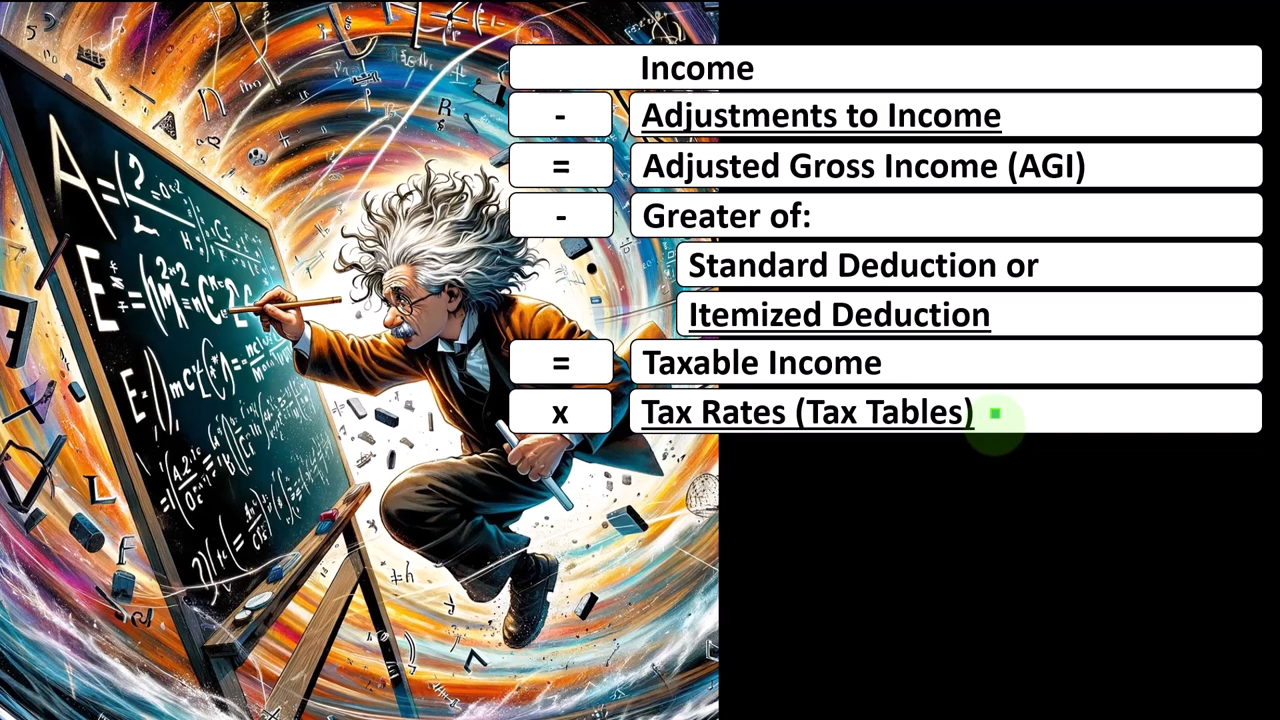 Income
- Adjustments to Income
= Adjusted Gross Income (AGI)
- Greater of:
Standard Deduction or
Itemized Deduction
= Taxable Income
x Tax Rates (Tax Tables)